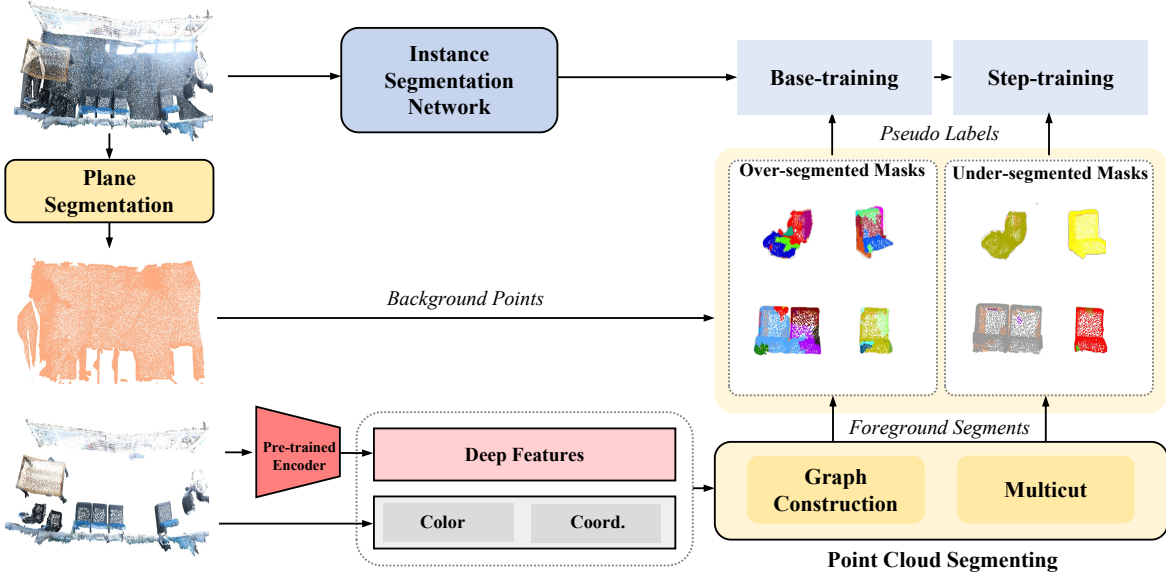 Instance
Segmentation
Network
Base-training
Step-training
Pseudo Labels
Plane
Segmentation
Over-segmented Masks
Under-segmented Masks
Background Points
Foreground Segments
Pre-trained
Encoder
Deep Features
Color
Coord.
Graph
Construction
Multicut
Point Cloud Segmenting